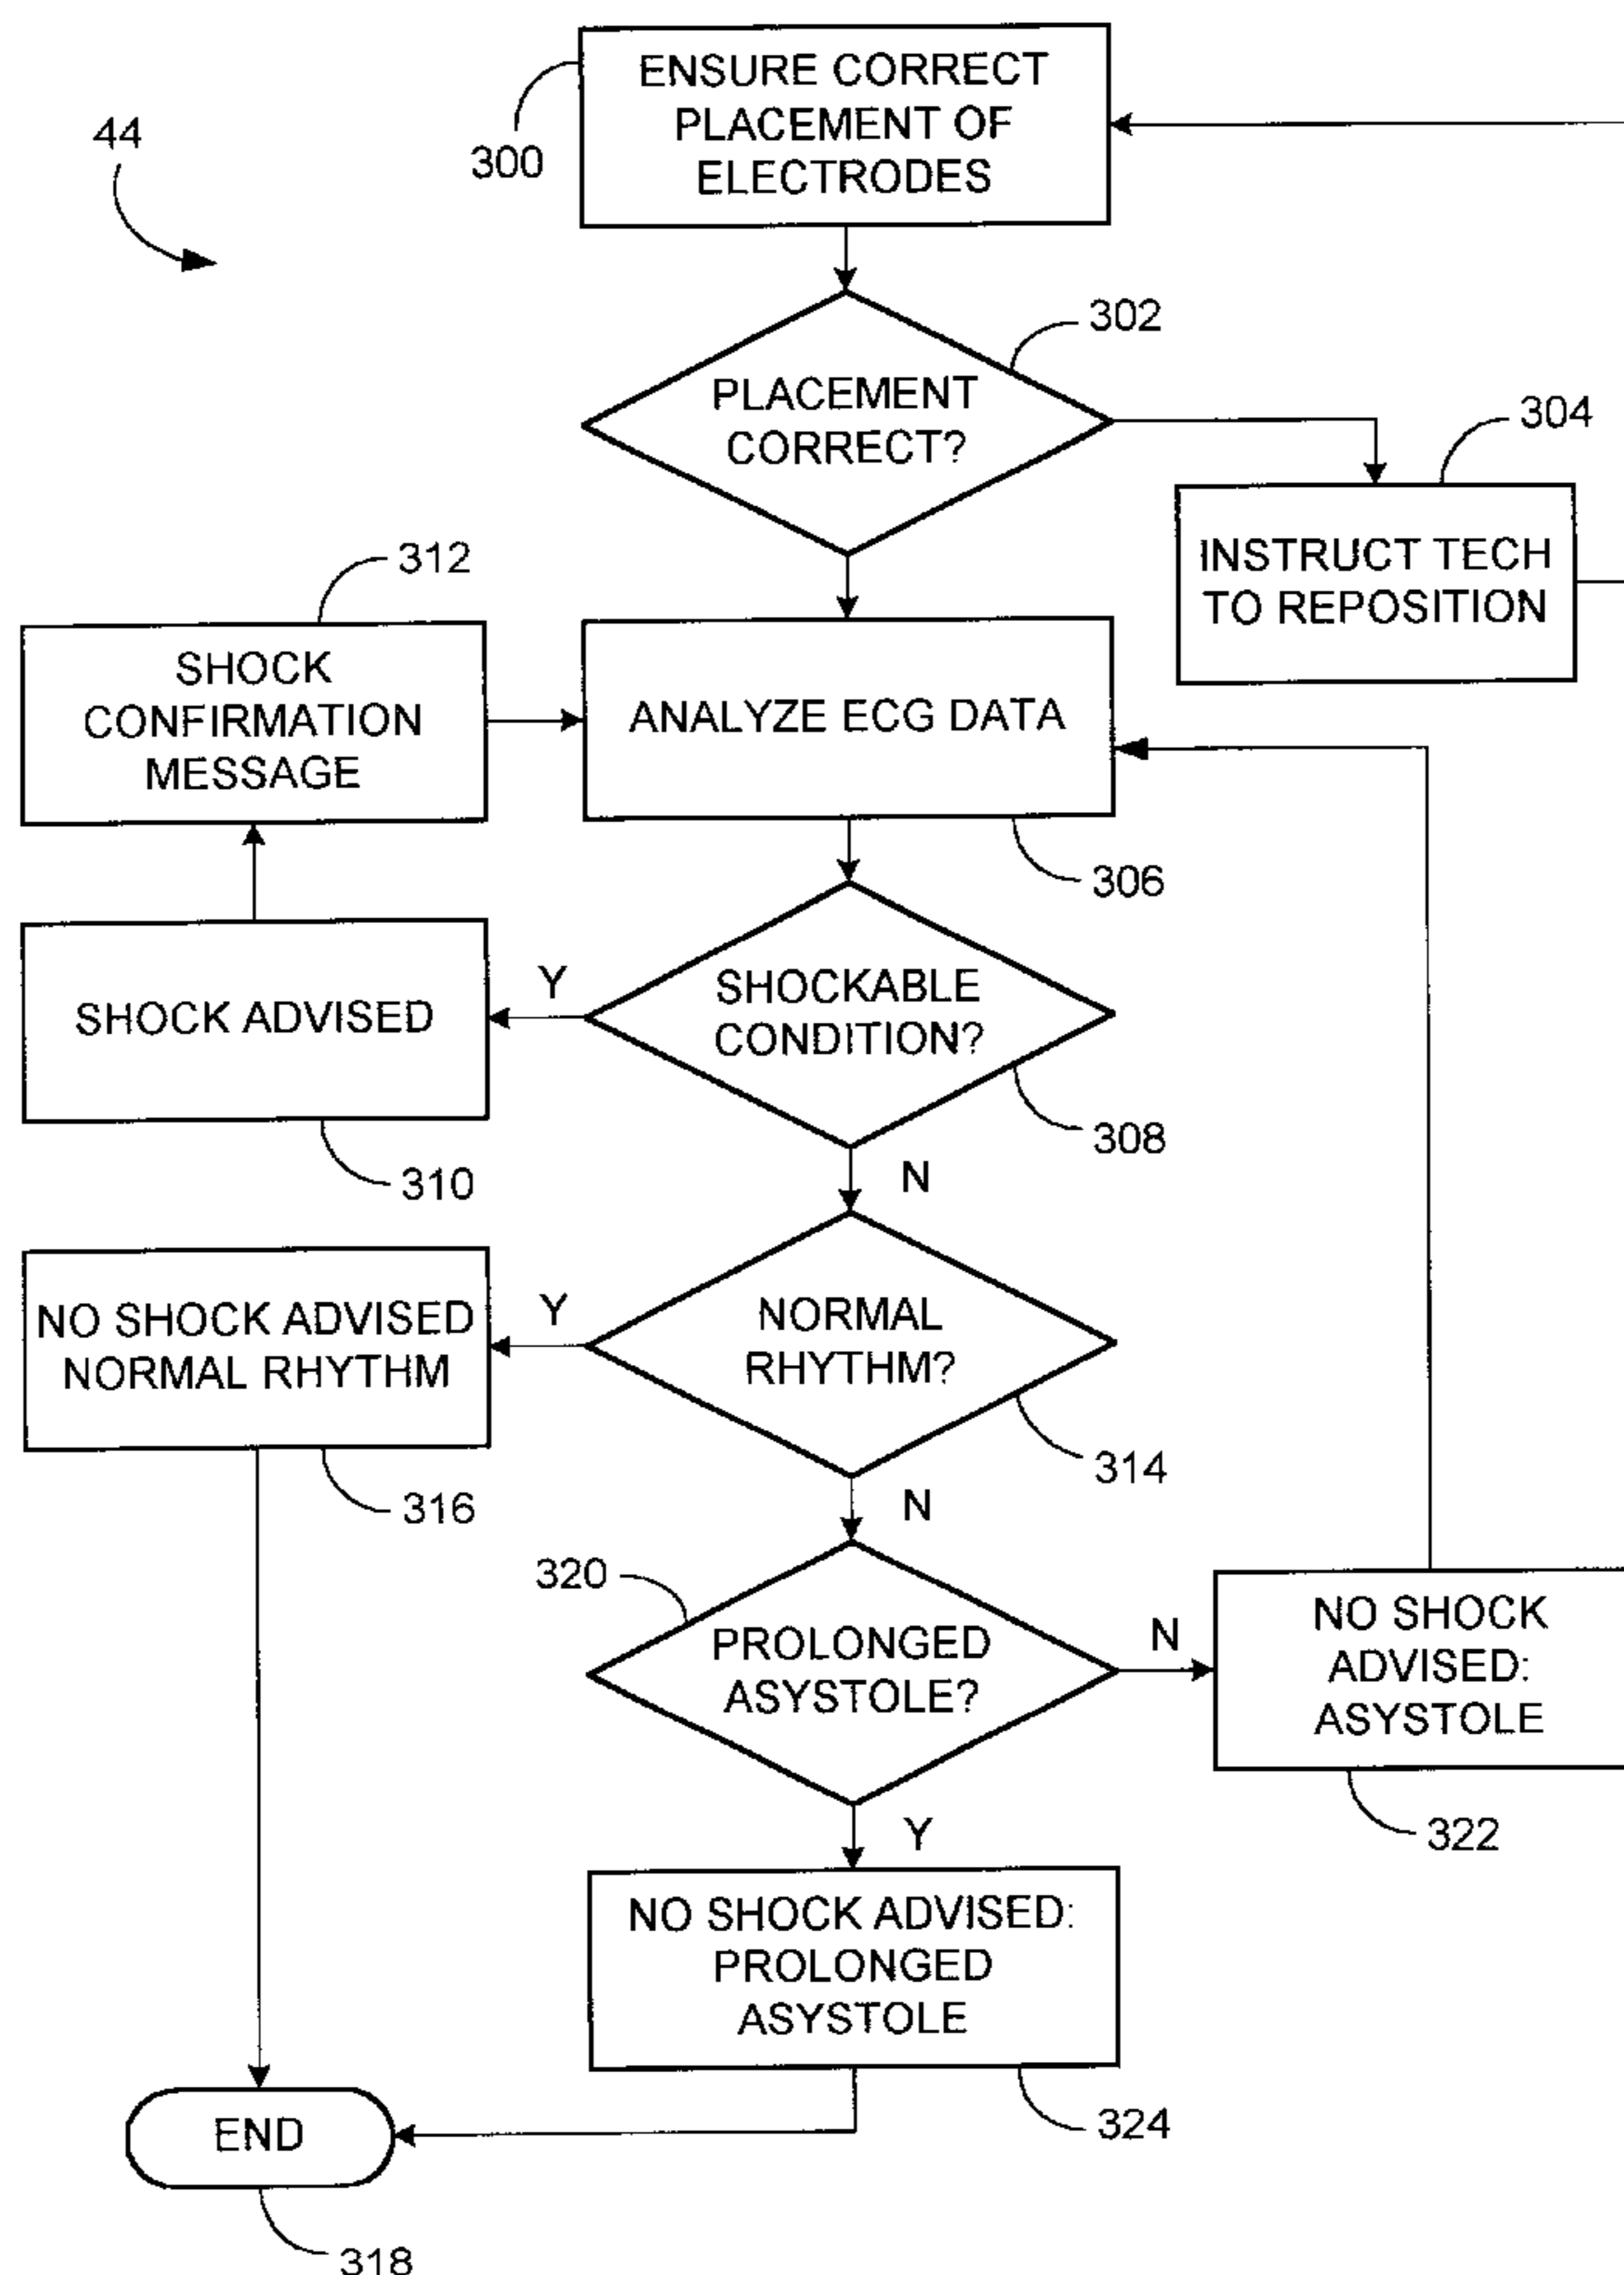 ENSURE CORRECT
PLACEMENT OF
ELECTRODES
300
44
302
PLACEMENT
CORRECT?
304
INSTRUCT TECH
TO REPOSITION
312
SHOCK
CONFIRMATION
MESSAGE
ANALYZE ECG DATA
306
SHOCK ADVISED
Y
SHOCKABLE
CONDITION?
308
310
N
NO SHOCK ADVISED
NORMAL RHYTHM
Y
NORMAL
RHYTHM?
314
316
N
320
PROLONGED
ASYSTOLE?
N
NO SHOCK
ADVISED:
ASYSTOLE
322
Y
NO SHOCK ADVISED:
PROLONGED
ASYSTOLE
324
END
318